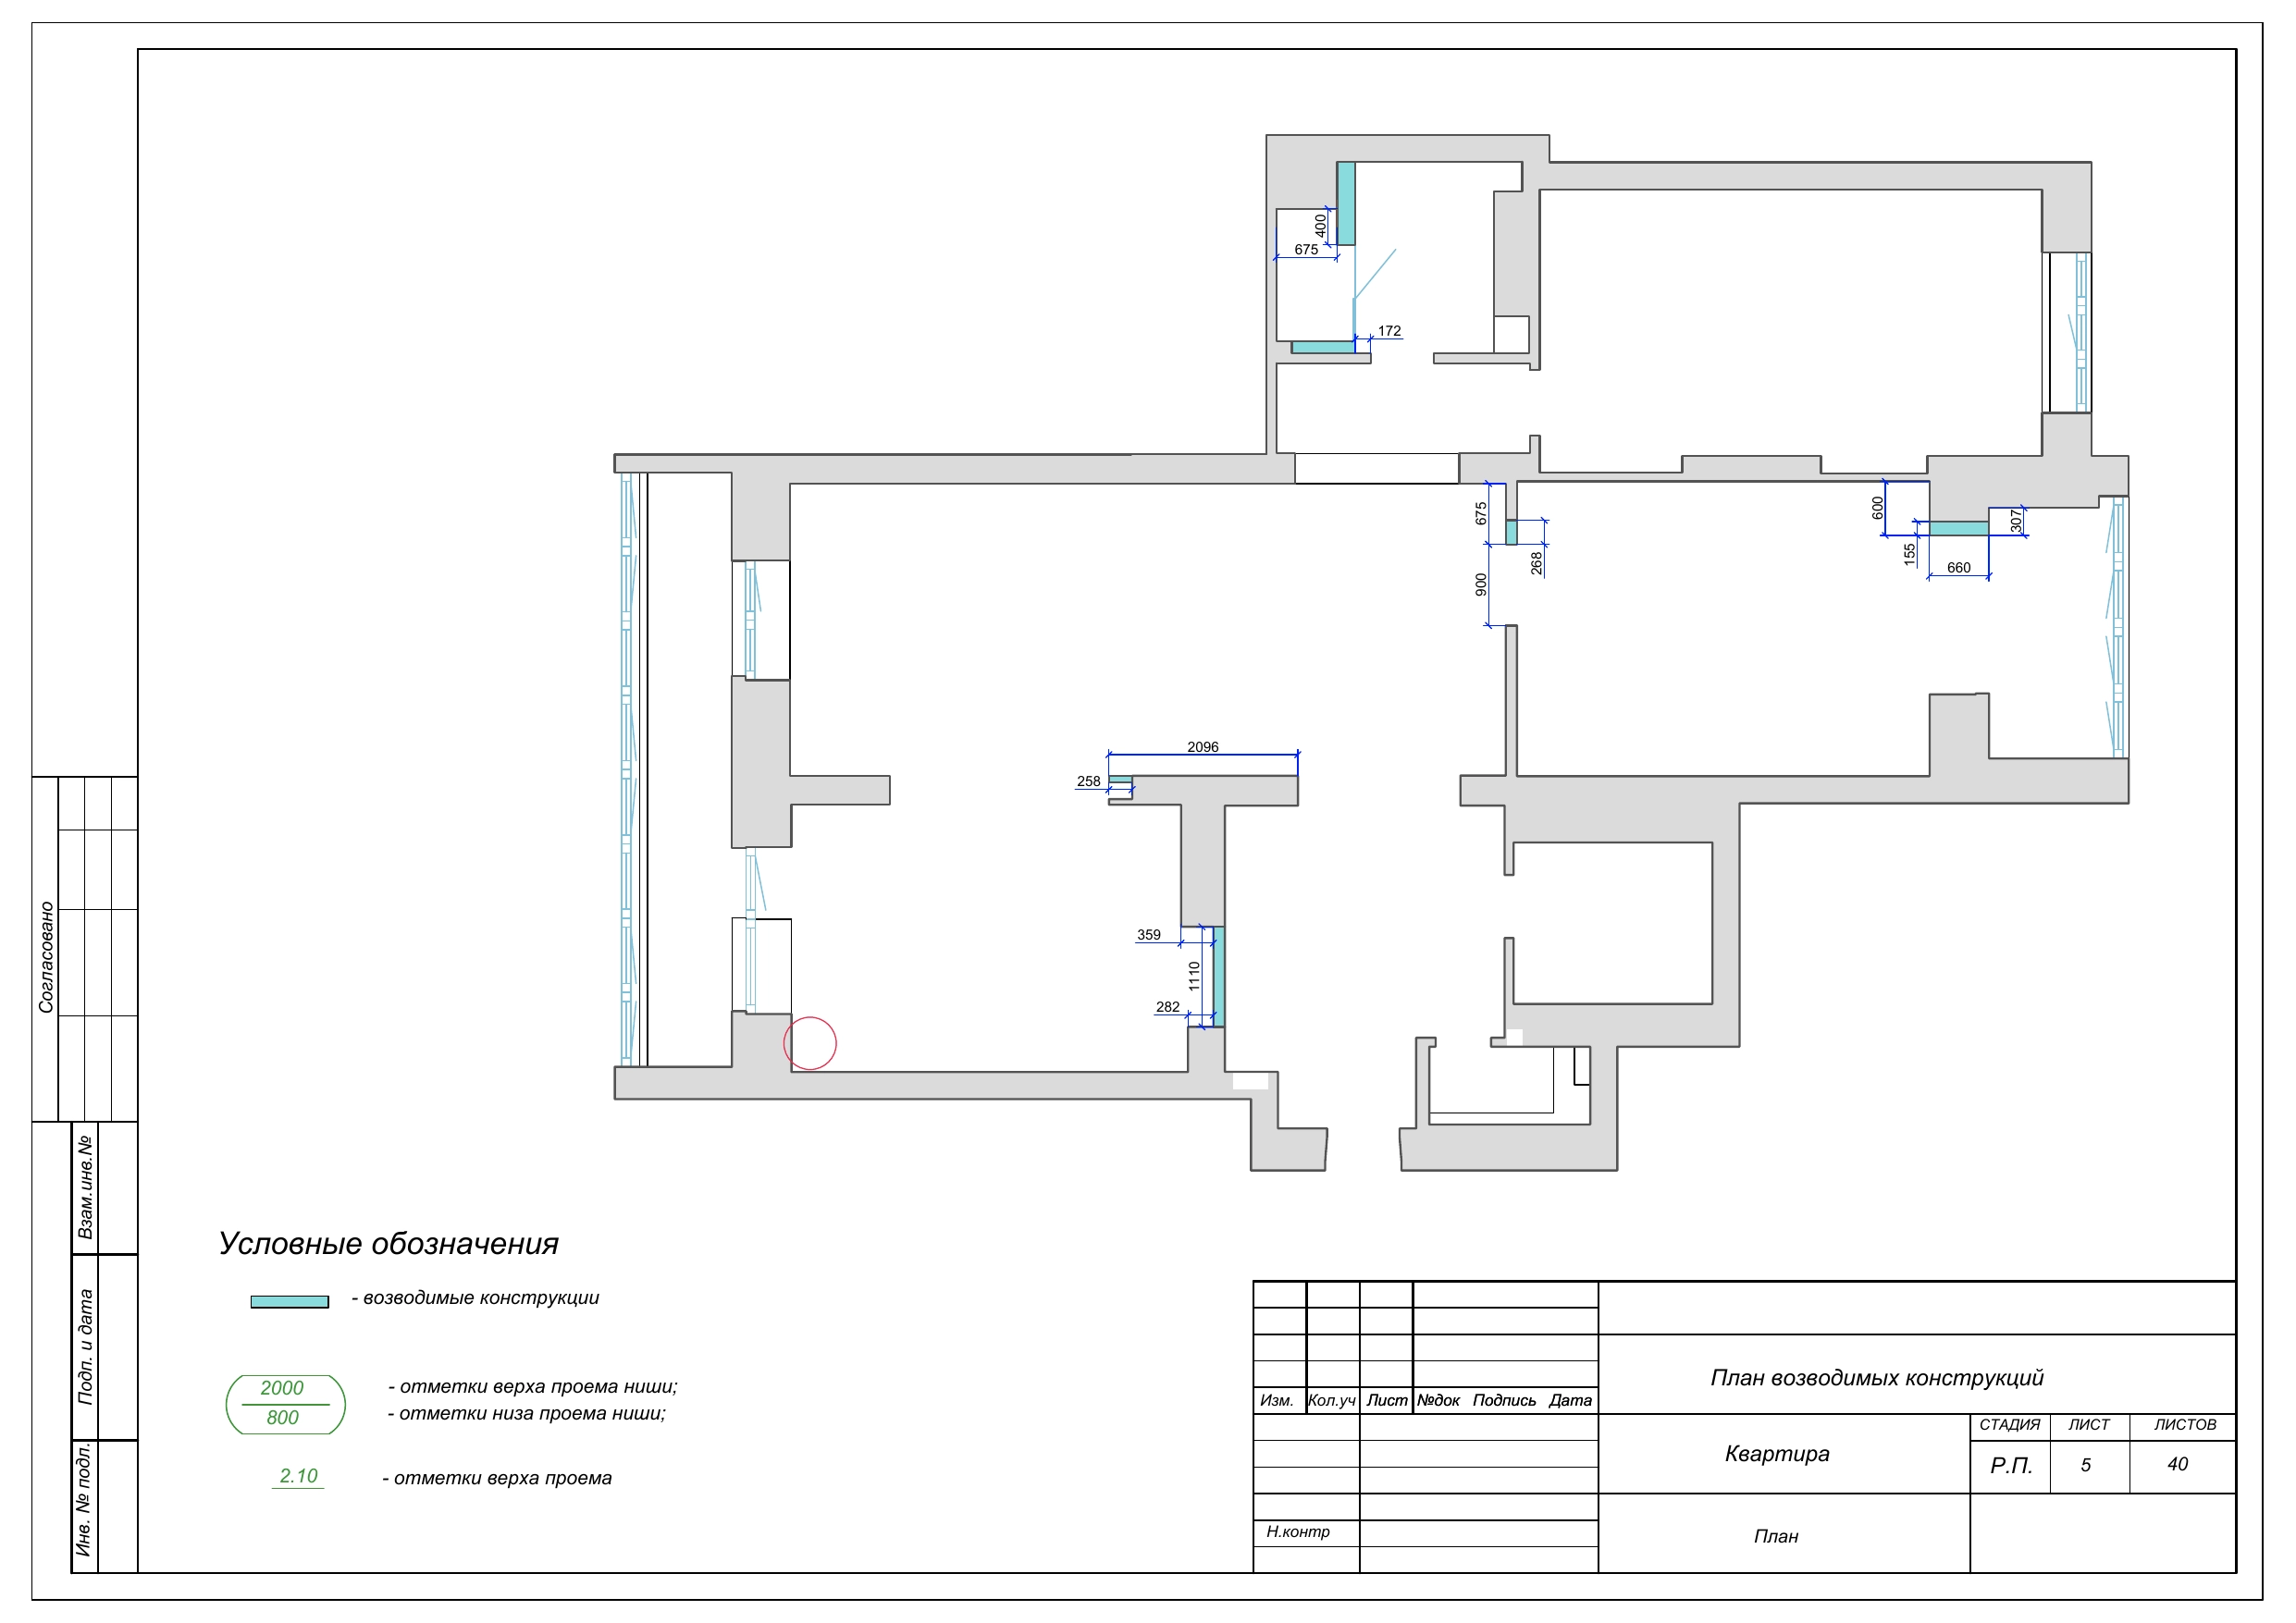 400
675
172
675
268
900
600
307
155
660
2096
258
359
1110
282
Согласовано
Взам.инв.№
Подп. и дата
Инв. № подл.
Условные обозначения
- возводимые конструкции
2000
800
- отметки верха проема ниши;
- отметки низа проема ниши;
2.10
- отметки верха проема
План возводимых конструкций
Изм. Кол.уч Лист №док Подпись Дата
Квартира
СТАДИЯ ЛИСТ ЛИСТОВ
Р.П. 5 40
Н.контр
План